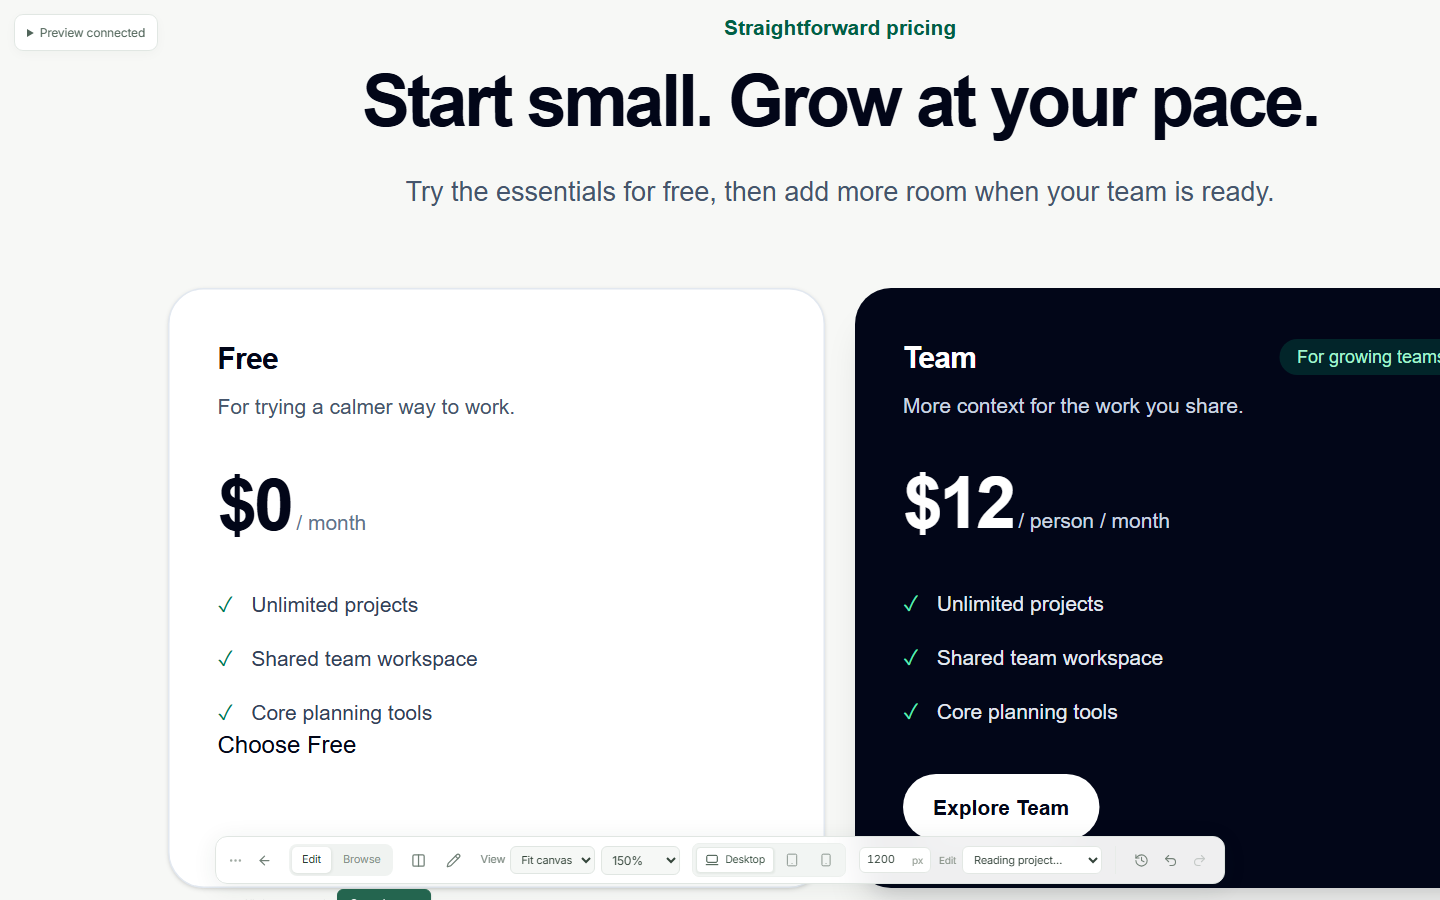 Preview connected
Straightforward pricing
Start small. Grow at your pace.
Try the essentials for free, then add more room when your team is ready.
Free
For trying a calmer way to work.
$0 / month
✓ Unlimited projects
✓ Shared team workspace
✓ Core planning tools
Choose Free
Team
For growing teams
More context for the work you share.
$12 / person / month
✓ Unlimited projects
✓ Shared team workspace
✓ Core planning tools
Explore Team
Edit Browse View Fit canvas 150% Desktop 1200 px Edit Reading project...